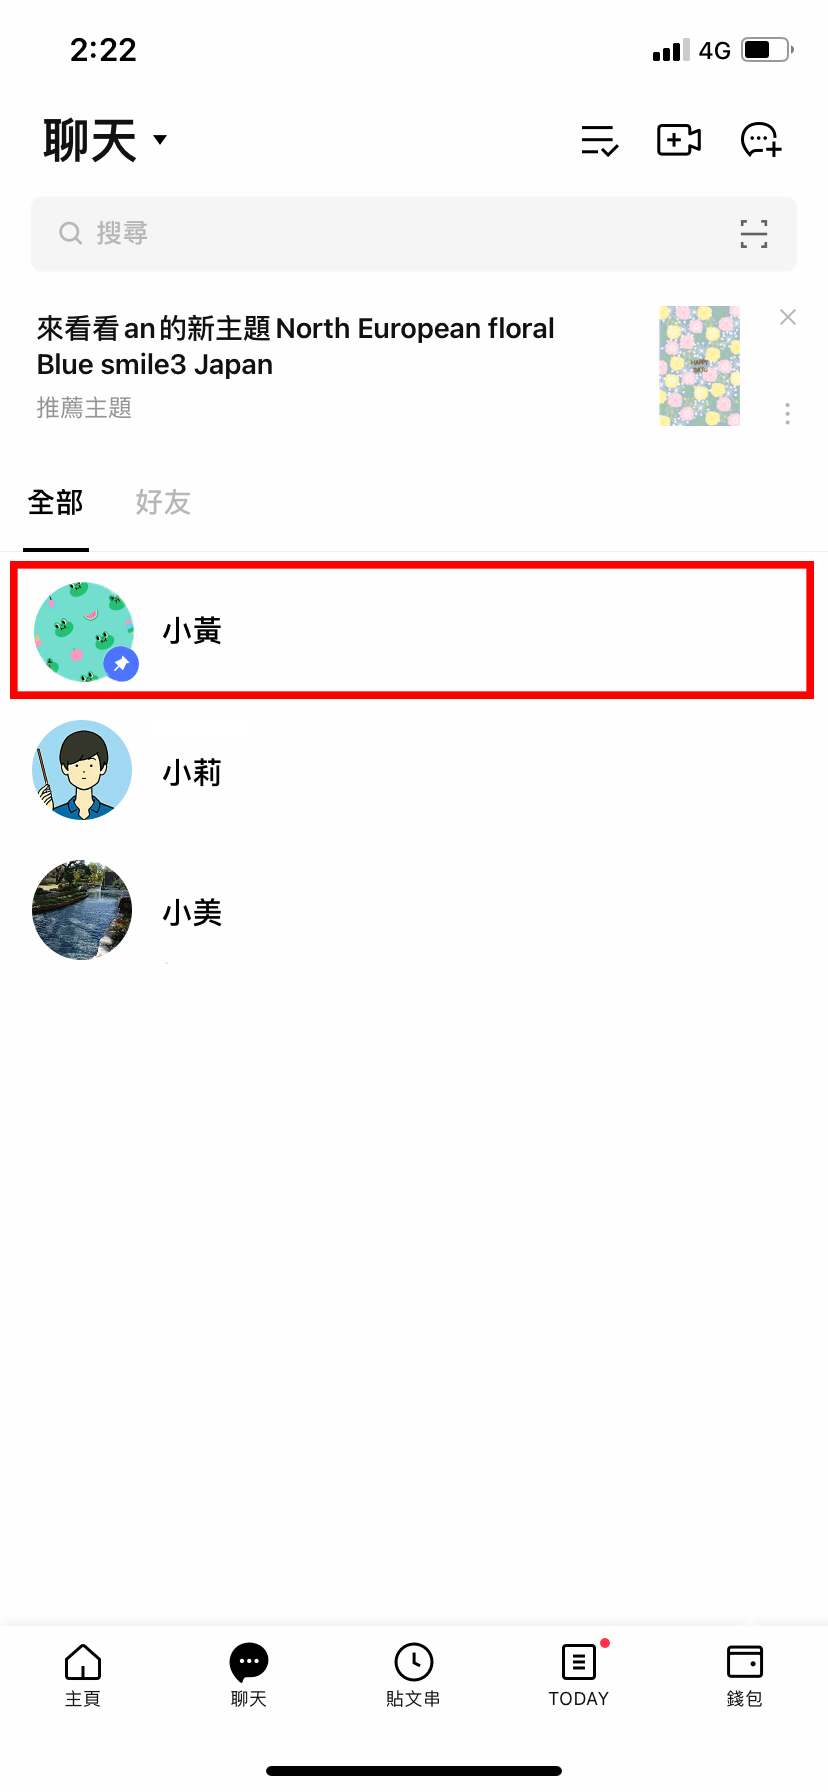 2:22
4G
聊天
搜尋
來看看an的新主題North European floral
Blue smile3 Japan
推薦主題
HAPPY
全部
好友
小黃
小莉
小美
主頁
聊天
貼文串
TODAY
錢包